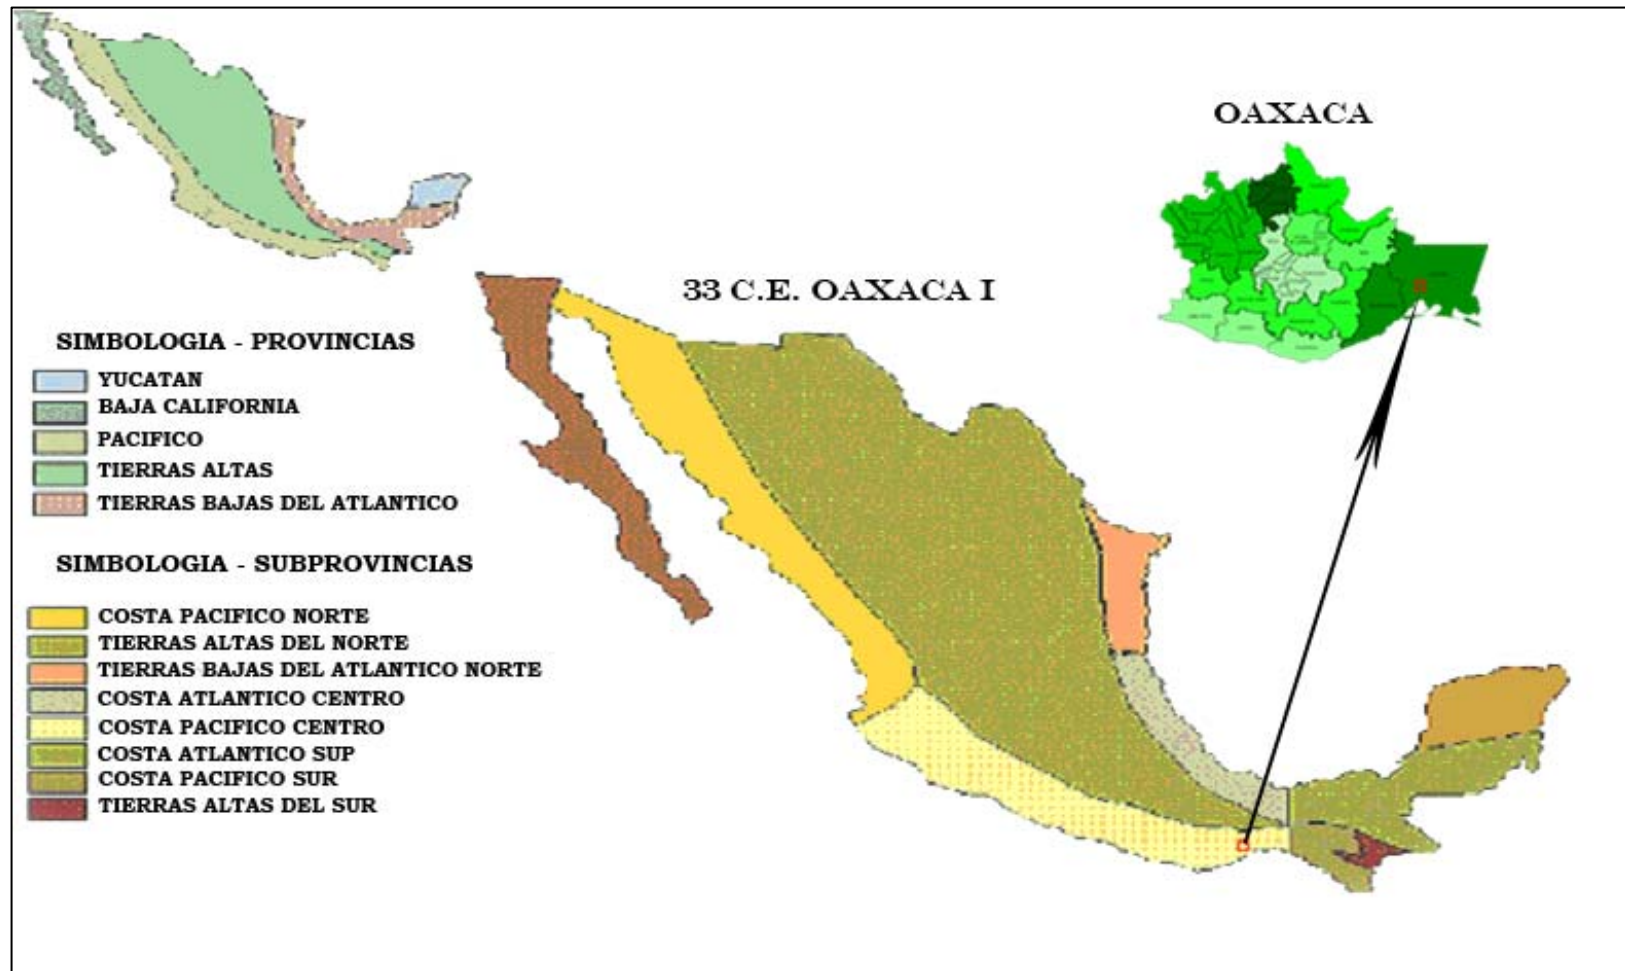 OAXACA
33 C.E. OAXACA I
SIMBOLOGIA - PROVINCIAS
YUCATAN
BAJA CALIFORNIA
PACIFICO
TIERRAS ALTAS
TIERRAS BAJAS DEL ATLANTICO
SIMBOLOGIA - SUBPROVINCIAS
COSTA PACIFICO NORTE
TIERRAS ALTAS DEL NORTE
TIERRAS BAJAS DEL ATLANTICO NORTE
COSTA ATLANTICO CENTRO
COSTA PACIFICO CENTRO
COSTA ATLANTICO SUP
COSTA PACIFICO SUR
TIERRAS ALTAS DEL SUR